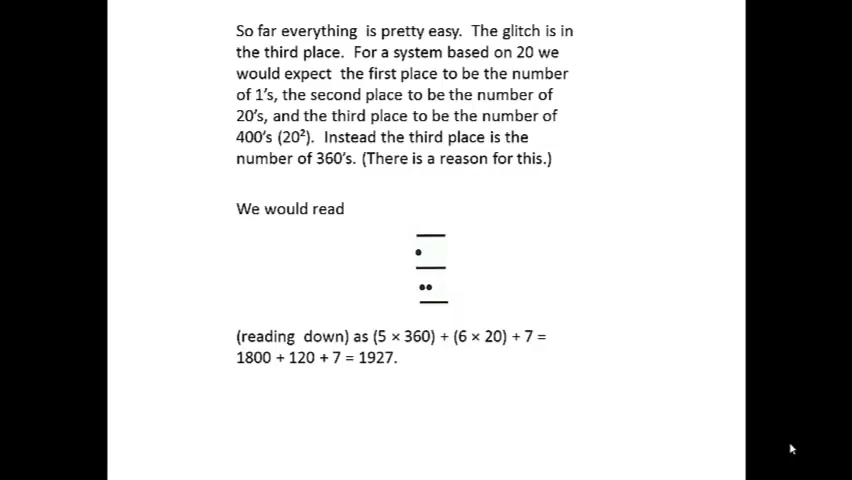 So far everything is pretty easy. The glitch is in
the third place. For a system based on 20 we
would expect the first place to be the number
of 1's, the second place to be the number of
20's, and the third place to be the number of
400's (20²). Instead the third place is the
number of 360's. (There is a reason for this.)
We would read
(reading down) as (5 × 360) + (6 × 20) + 7 =
1800 + 120 + 7 = 1927.